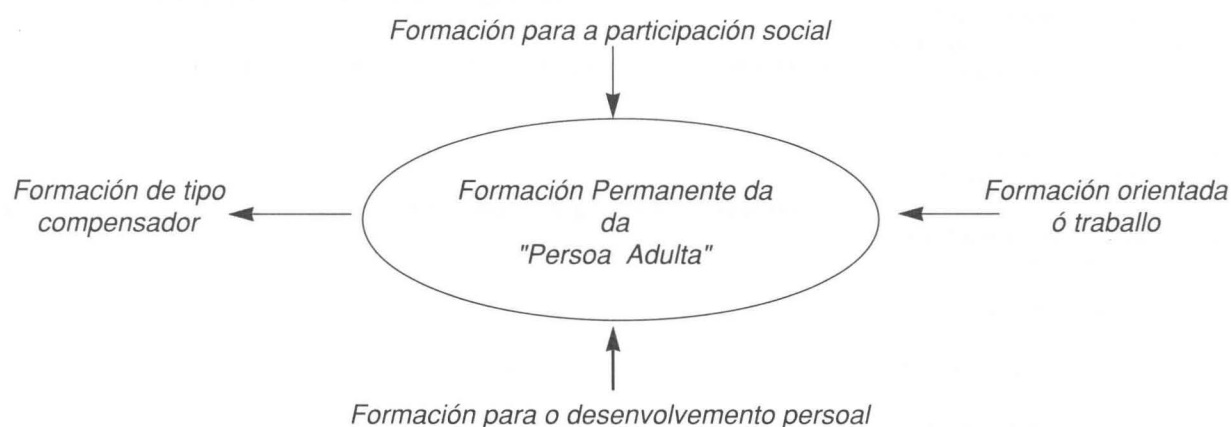 Formación para a participación social
Formación de tipo
compensador
Formación Permanente da
da
"Persoa Adulta"
Formación orientada
ó traballo
Formación para o desenvolvemento persoal